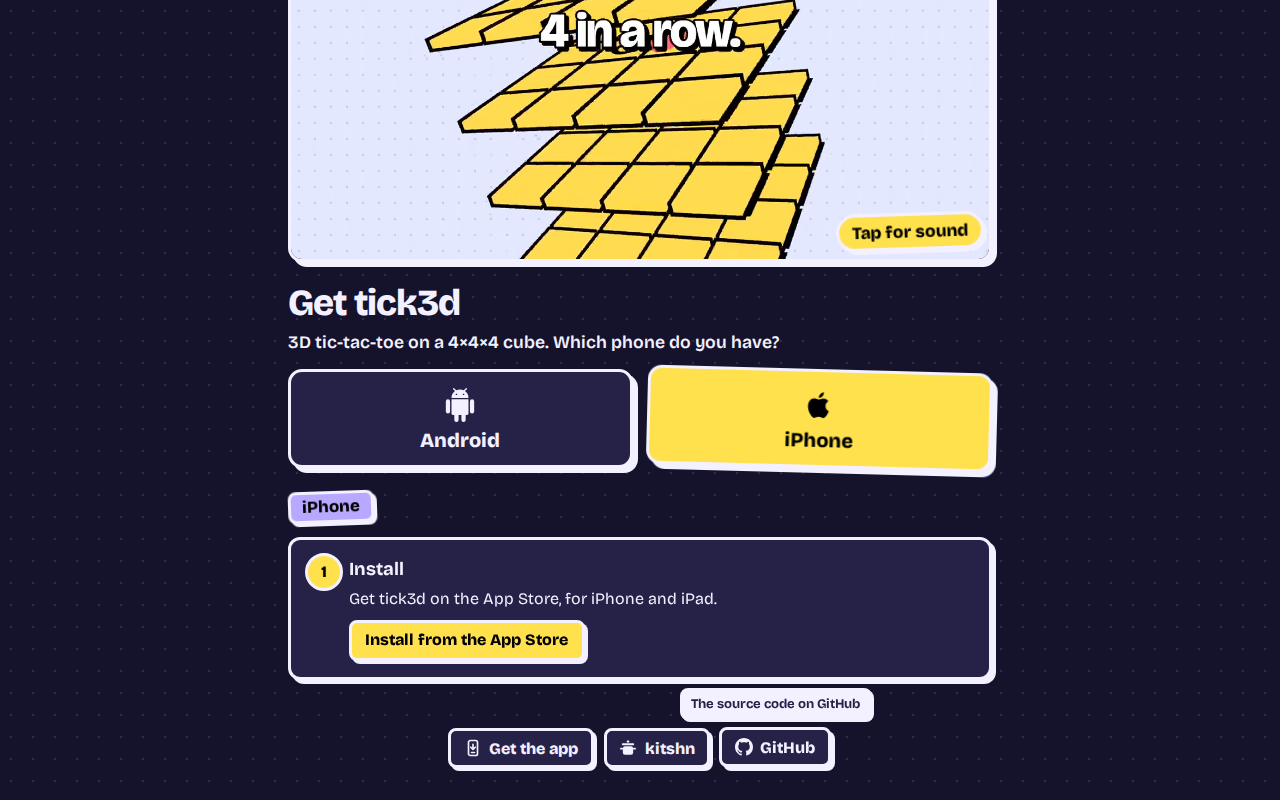 4 in a row.
Tap for sound
Get tick3d
3D tic-tac-toe on a 4×4×4 cube. Which phone do you have?
Android
iPhone
iPhone
1
Install
Get tick3d on the App Store, for iPhone and iPad.
Install from the App Store
The source code on GitHub
Get the app
kitshn
GitHub